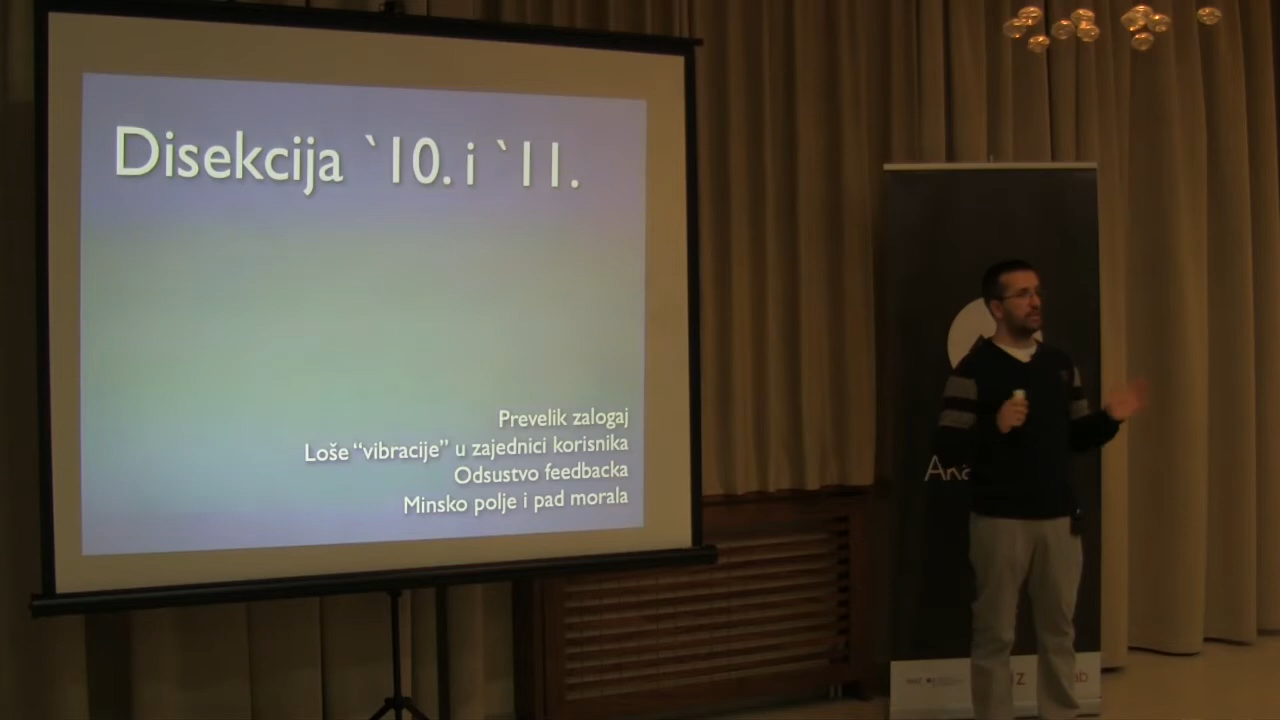 Disekcija `10. i `11.
Prevelik zalogaj
Loše “vibracije” u zajednici korisnika
Odsustvo feedbacka
Minsko polje i pad morala